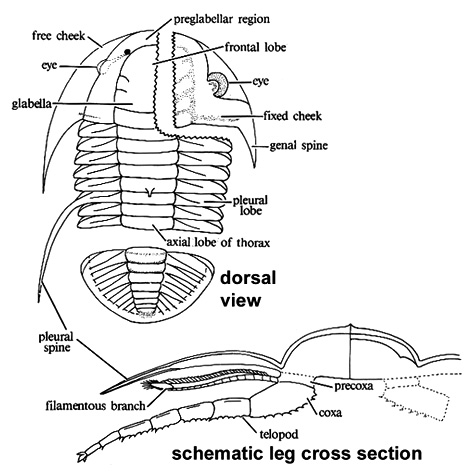 preglabellar region
free cheek
frontal lobe
eye
eye
glabella
fixed cheek
genal spine
pleural
lobe
axial lobe of thorax
dorsal
view
pleural
spine
precoxa
filamentous branch
coxa
telopod
schematic leg cross section